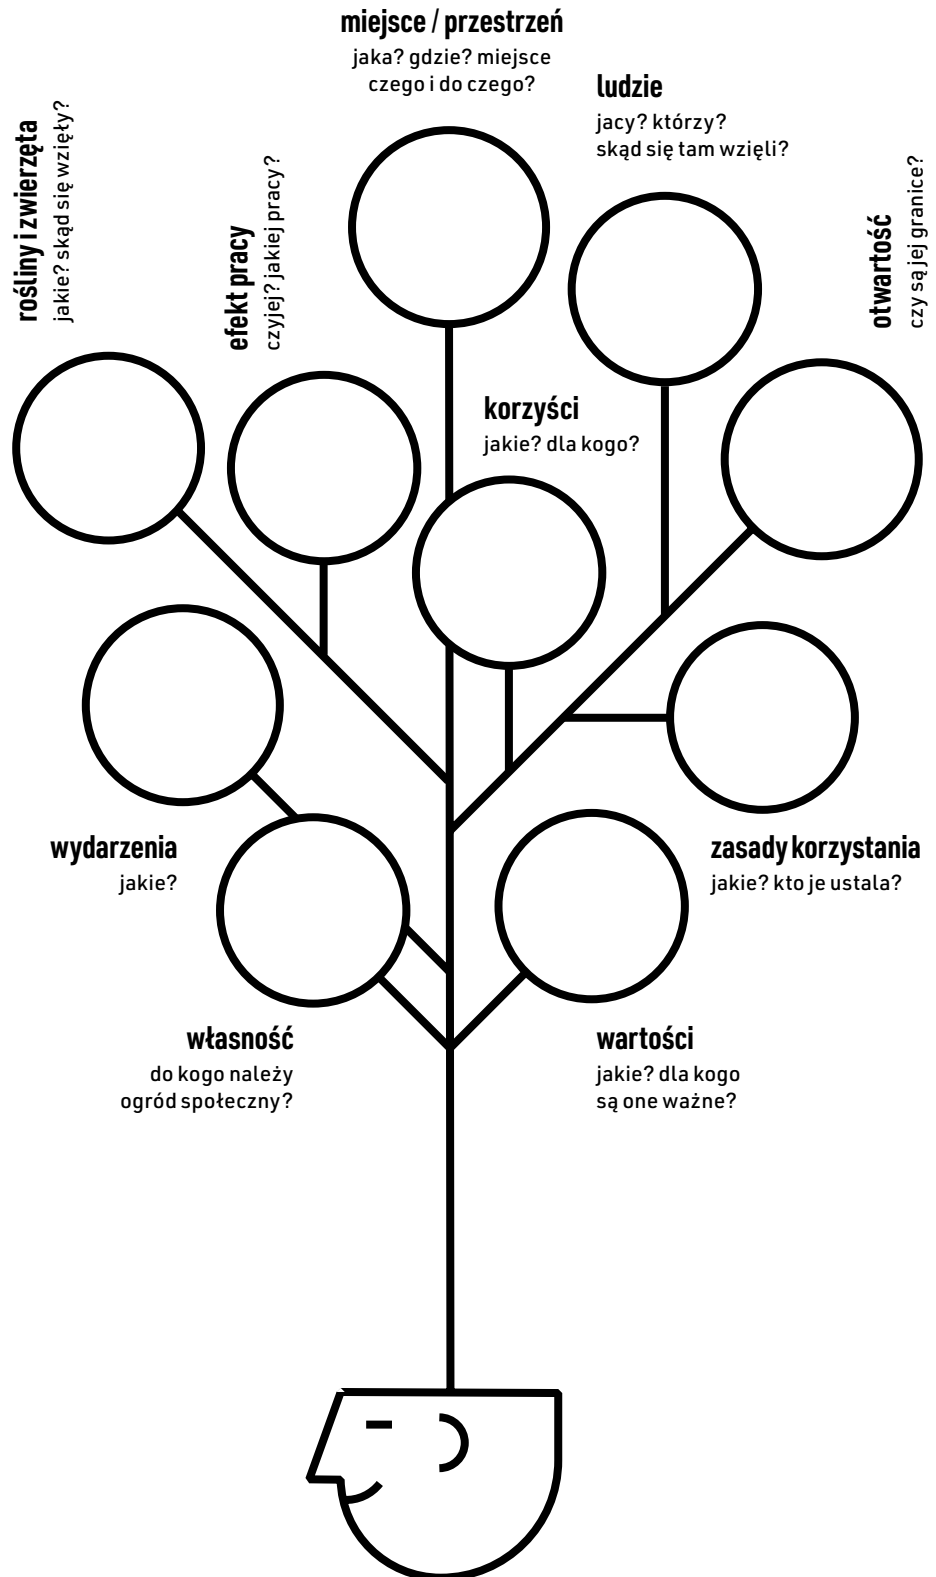 miejsce / przestrzeń
jaka? gdzie? miejsce
czego i do czego?
ludzie
jacy? którzy?
skąd się tam wzięli?
rośliny i zwierzęta
jakie? skąd się wzięły?
efekt pracy
czyjej? jakiej pracy?
otwartość
czy są jej granice?
korzyści
jakie? dla kogo?
wydarzenia
jakie?
zasady korzystania
jakie? kto je ustala?
własność
do kogo należy
ogród społeczny?
wartości
jakie? dla kogo
są one ważne?